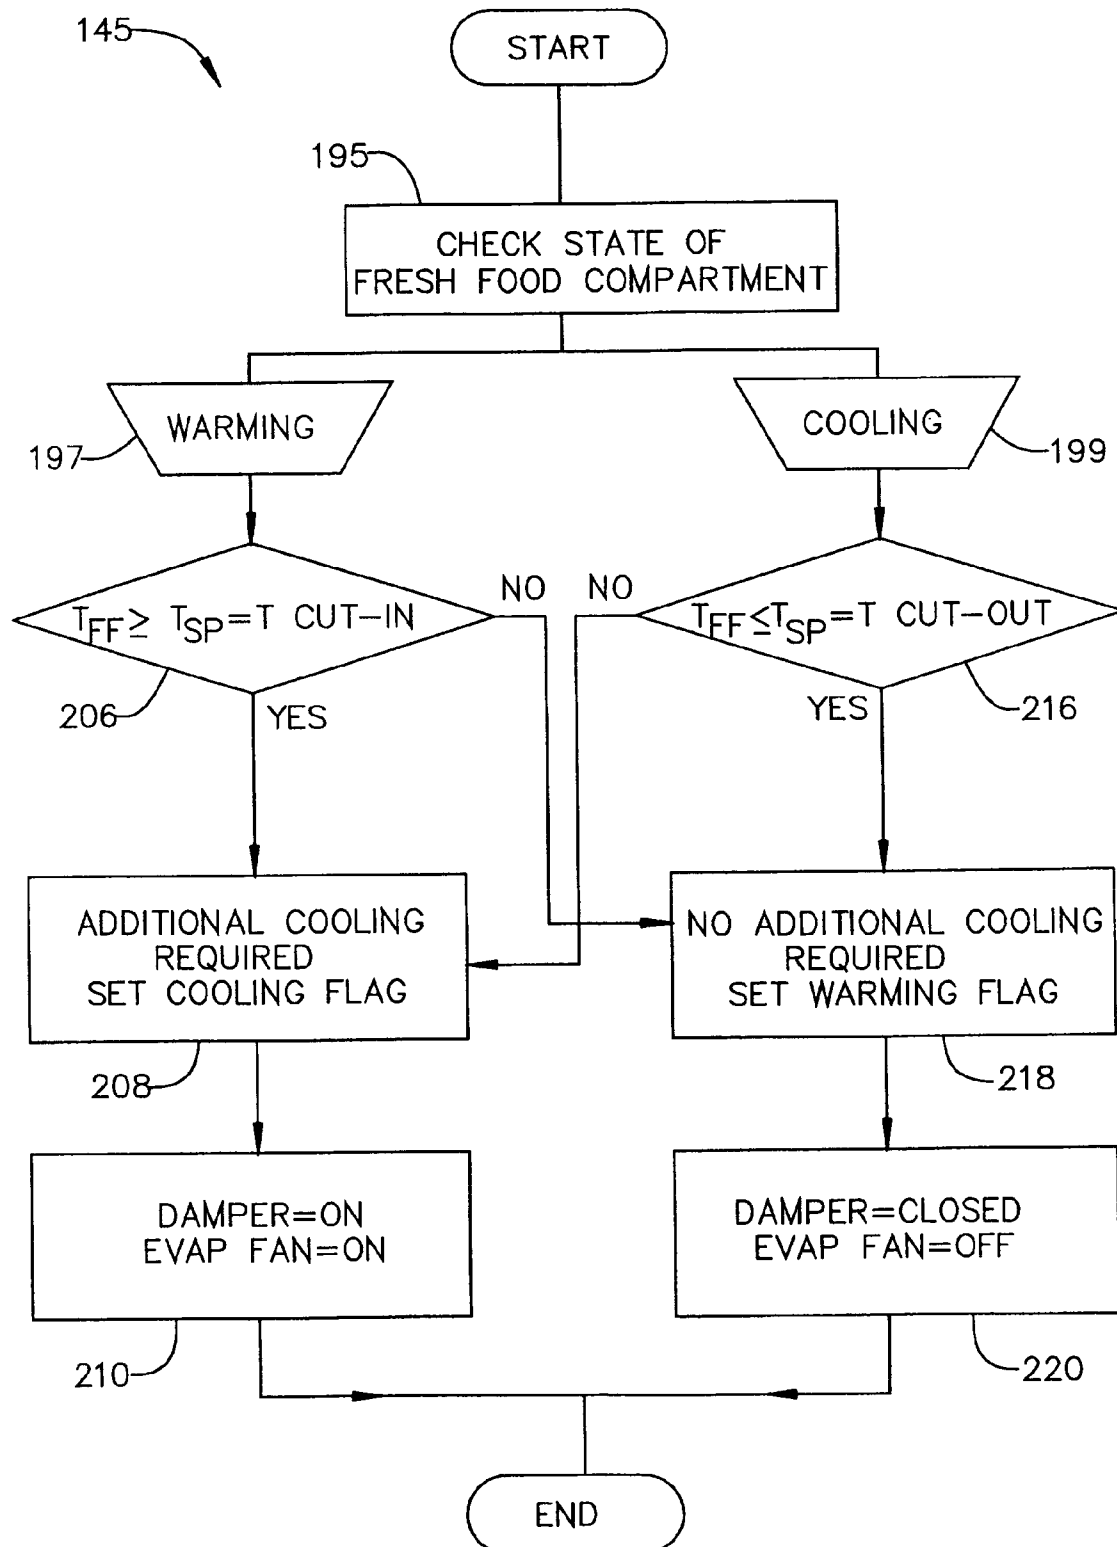 145
START
195
CHECK STATE OF
FRESH FOOD COMPARTMENT
WARMING
COOLING
197
199
NO
NO
TFF≥ TSP=T CUT-IN
TFF≤TSP=T CUT-OUT
206
YES
YES
216
ADDITIONAL COOLING
REQUIRED
SET COOLING FLAG
NO ADDITIONAL COOLING
REQUIRED
SET WARMING FLAG
208
218
DAMPER=ON
EVAP FAN=ON
DAMPER=CLOSED
EVAP FAN=OFF
210
220
END